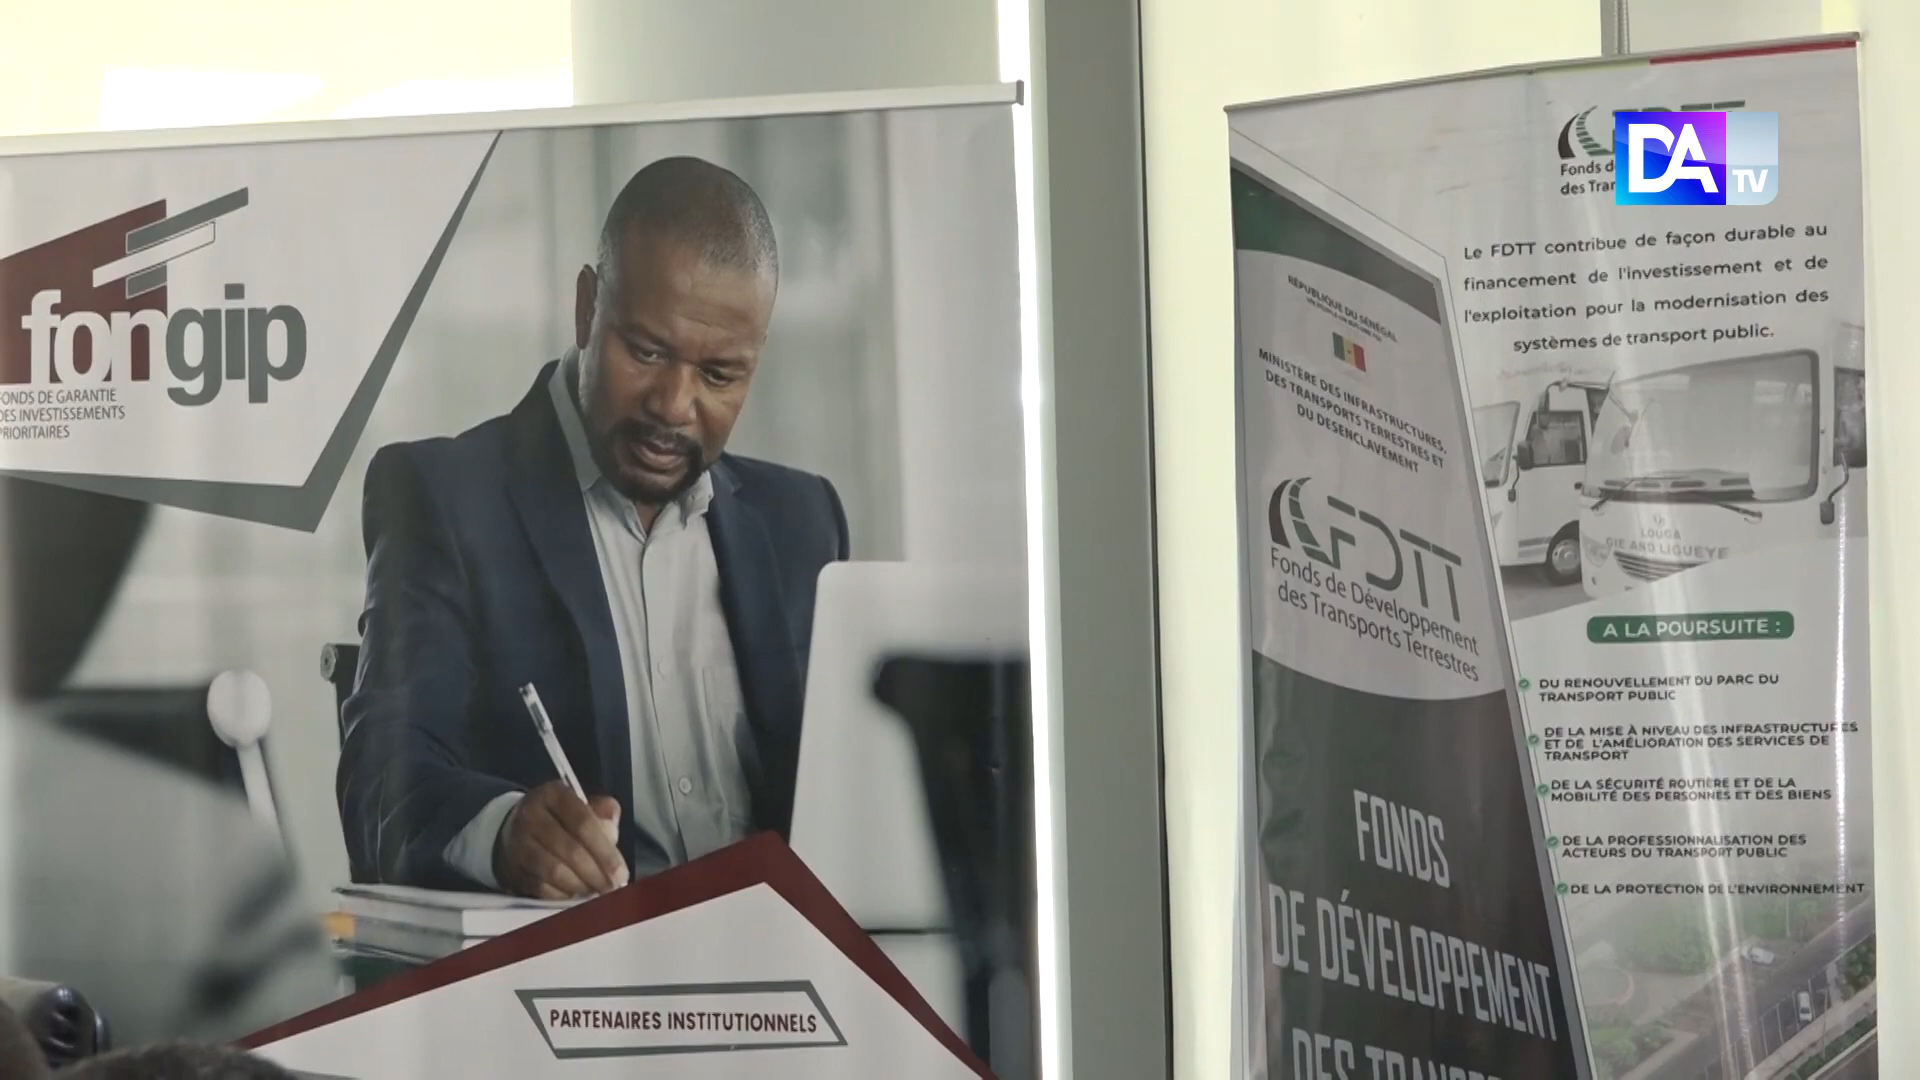 fongip
FONDS DE GARANTIE
DES INVESTISSEMENTS
PRIORITAIRES
PARTENAIRES INSTITUTIONNELS
DA TV
FDTT
Fonds
des
Le FDTT contribue de façon durable au
financement de l'investissement et de
l'exploitation pour la modernisation des
systèmes de transport public.
RÉPUBLIQUE DU SÉNÉGAL
MINISTERE DES INFRASTRUCTURES,
DES TRANSPORTS TERRESTRES ET
DU DESENCLAVEMENT
FDTT
Fonds de Développement
des Transports Terrestres
FONDS
DE DÉVELOPPEMENT
LOUGA
GIE AND LIGUEYE
A LA POURSUITE :
DU RENOUVELLEMENT DU PARC DU
TRANSPORT PUBLIC
DE LA MISE À NIVEAU DES INFRASTRUCTURES
ET DE L'AMÉLIORATION DES SERVICES DE
TRANSPORT
DE LA SÉCURITÉ ROUTIÈRE ET DE LA
MOBILITÉ DES PERSONNES ET DES BIENS
DE LA PROFESSIONNALISATION DES
ACTEURS DU TRANSPORT PUBLIC
DE LA PROTECTION DE L'ENVIRONNEMENT